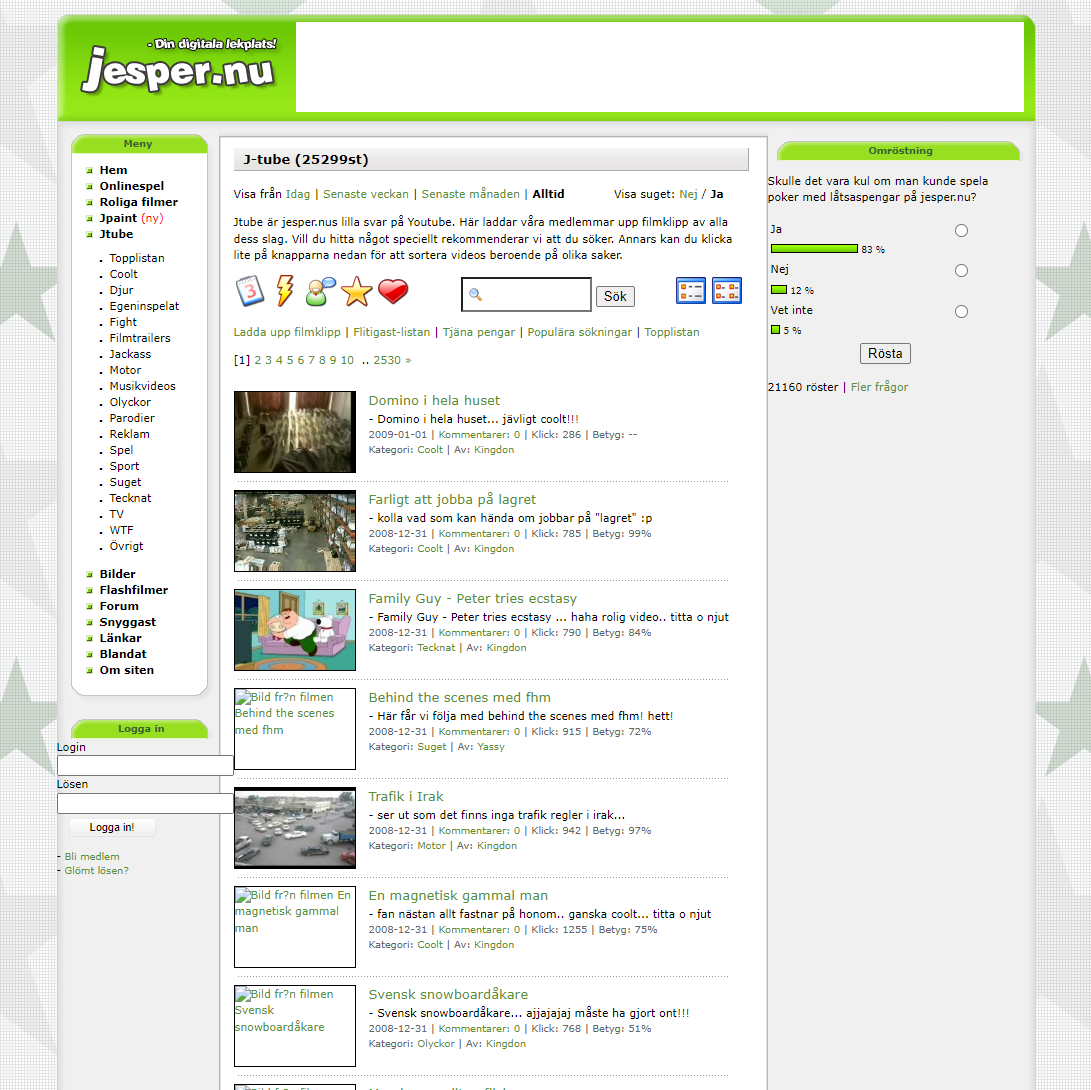 - Din digitala lekplats!
jesper.nu
Meny
Hem
Onlinespel
Roliga filmer
Jpaint (ny)
Jtube
Topplistan
Coolt
Djur
Egeninspelat
Fight
Filmtrailers
Jackass
Motor
Musikvideos
Olyckor
Parodier
Reklam
Spel
Sport
Suget
Tecknat
TV
WTF
Övrigt
Bilder
Flashfilmer
Forum
Snyggast
Länkar
Blandat
Om siten
Logga in
Login
Lösen
Logga in!
- Bli medlem
- Glömt lösen?
J-tube (25299st)
Visa från Idag | Senaste veckan | Senaste månaden | Alltid
Visa suget: Nej / Ja
Jtube är jesper.nus lilla svar på Youtube. Här laddar våra medlemmar upp filmklipp av alla
dess slag. Vill du hitta något speciellt rekommenderar vi att du söker. Annars kan du klicka
lite på knapparna nedan för att sortera videos beroende på olika saker.
3
Sök
Ladda upp filmklipp | Flitigast-listan | Tjäna pengar | Populära sökningar | Topplistan
[1] 2 3 4 5 6 7 8 9 10 .. 2530 »
Domino i hela huset
- Domino i hela huset... jävligt coolt!!!
2009-01-01 | Kommentarer: 0 | Klick: 286 | Betyg: --
Kategori: Coolt | Av: Kingdon
Farligt att jobba på lagret
- kolla vad som kan hända om jobbar på "lagret" :p
2008-12-31 | Kommentarer: 0 | Klick: 785 | Betyg: 99%
Kategori: Coolt | Av: Kingdon
Family Guy - Peter tries ecstasy
- Family Guy - Peter tries ecstasy ... haha rolig video.. titta o njut
2008-12-31 | Kommentarer: 0 | Klick: 790 | Betyg: 84%
Kategori: Tecknat | Av: Kingdon
Bild fr?n filmen
Behind the scenes
med fhm
Behind the scenes med fhm
- Här får vi följa med behind the scenes med fhm! hett!
2008-12-31 | Kommentarer: 0 | Klick: 915 | Betyg: 72%
Kategori: Suget | Av: Yassy
Trafik i Irak
- ser ut som det finns inga trafik regler i irak...
2008-12-31 | Kommentarer: 0 | Klick: 942 | Betyg: 97%
Kategori: Motor | Av: Kingdon
Bild fr?n filmen En
magnetisk gammal
man
En magnetisk gammal man
- fan nästan allt fastnar på honom.. ganska coolt... titta o njut
2008-12-31 | Kommentarer: 0 | Klick: 1255 | Betyg: 75%
Kategori: Coolt | Av: Kingdon
Bild fr?n filmen
Svensk
snowboardåkare
Svensk snowboardåkare
- Svensk snowboardåkare... ajjajajaj måste ha gjort ont!!!
2008-12-31 | Kommentarer: 0 | Klick: 768 | Betyg: 51%
Kategori: Olyckor | Av: Kingdon
Omröstning
Skulle det vara kul om man kunde spela
poker med låtsaspengar på jesper.nu?
Ja
83 %
Nej
12 %
Vet inte
5 %
Rösta
21160 röster | Fler frågor